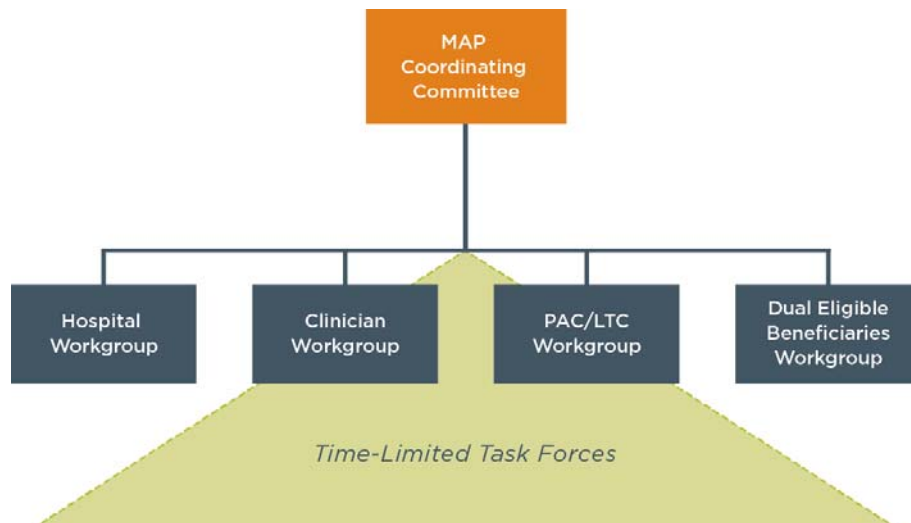 MAP
Coordinating
Committee
Hospital
Workgroup
Clinician
Workgroup
PAC/LTC
Workgroup
Dual Eligible
Beneficiaries
Workgroup
Time-Limited Task Forces